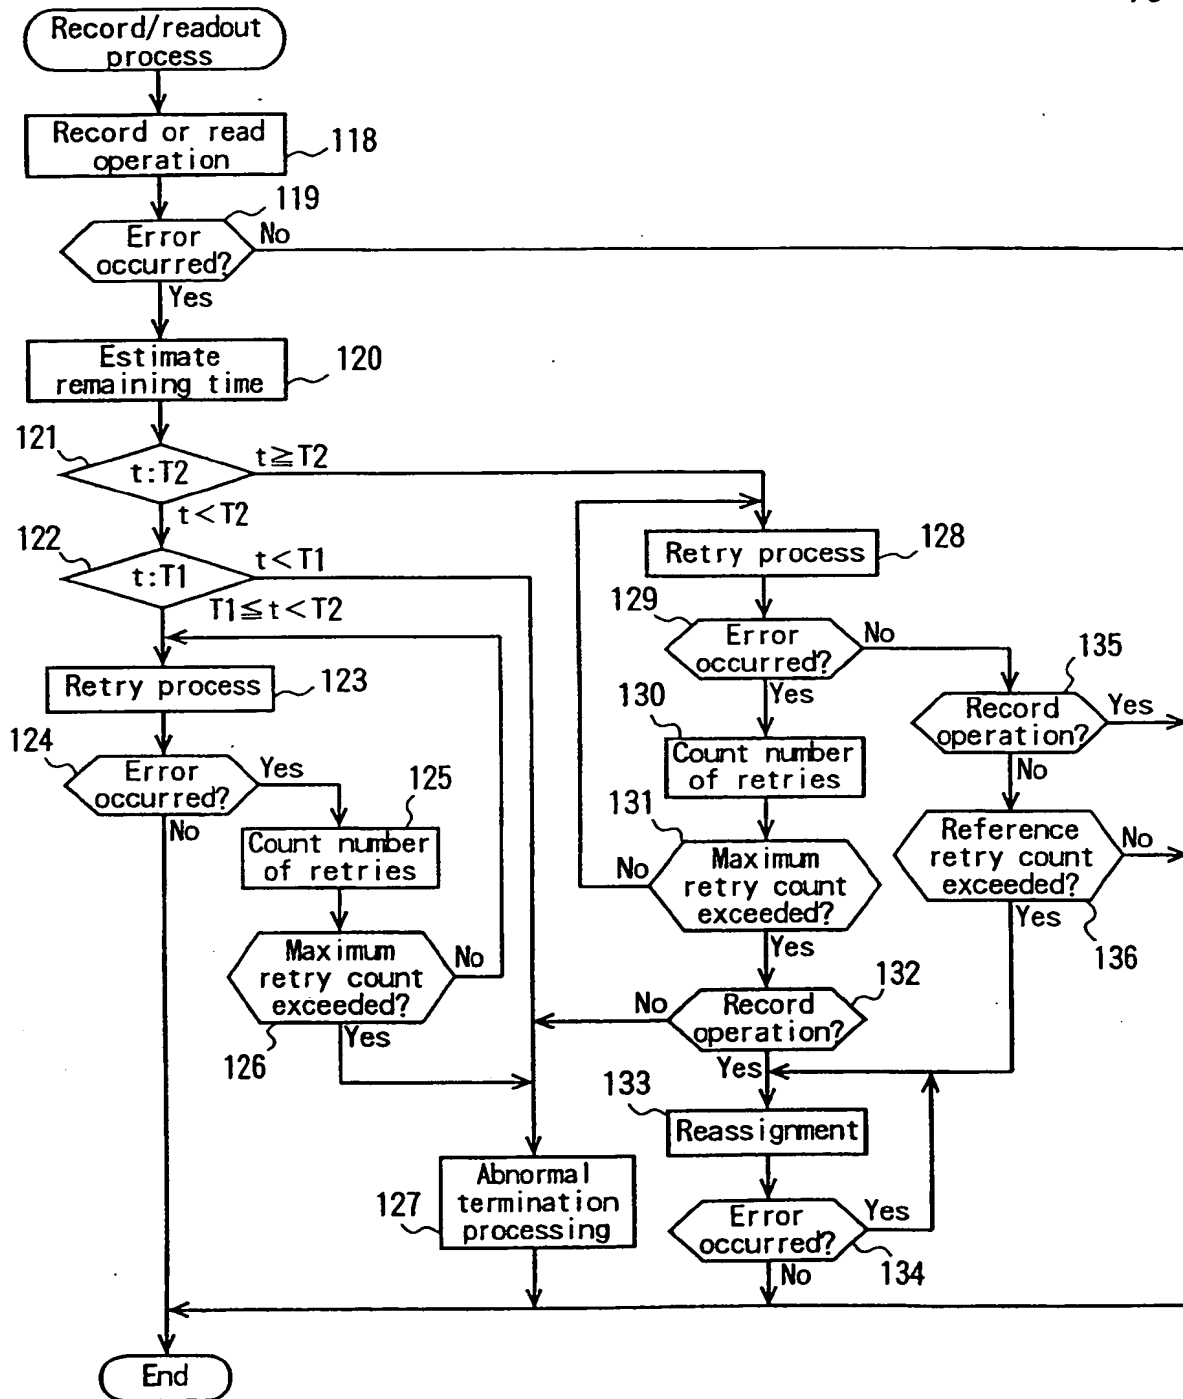 Record/readout
process
Record or read
operation
118
119
Error
occurred?
No
Yes
Estimate
remaining time
120
121
t:T2
t≧T2
t<T2
122
t:T1
t<T1
T1≦t<T2
Retry process
123
124
Error
occurred?
Yes
No
125
Count number
of retries
Maximum
retry count
exceeded?
No
Yes
126
Abnormal
termination
processing
127
Retry process
128
129
Error
occurred?
No
Yes
130
Count number
of retries
131
Maximum
retry count
exceeded?
No
Yes
132
Record
operation?
No
Yes
133
Reassignment
Error
occurred?
Yes
No
134
135
Record
operation?
Yes
No
Reference
retry count
exceeded?
No
Yes
136
End